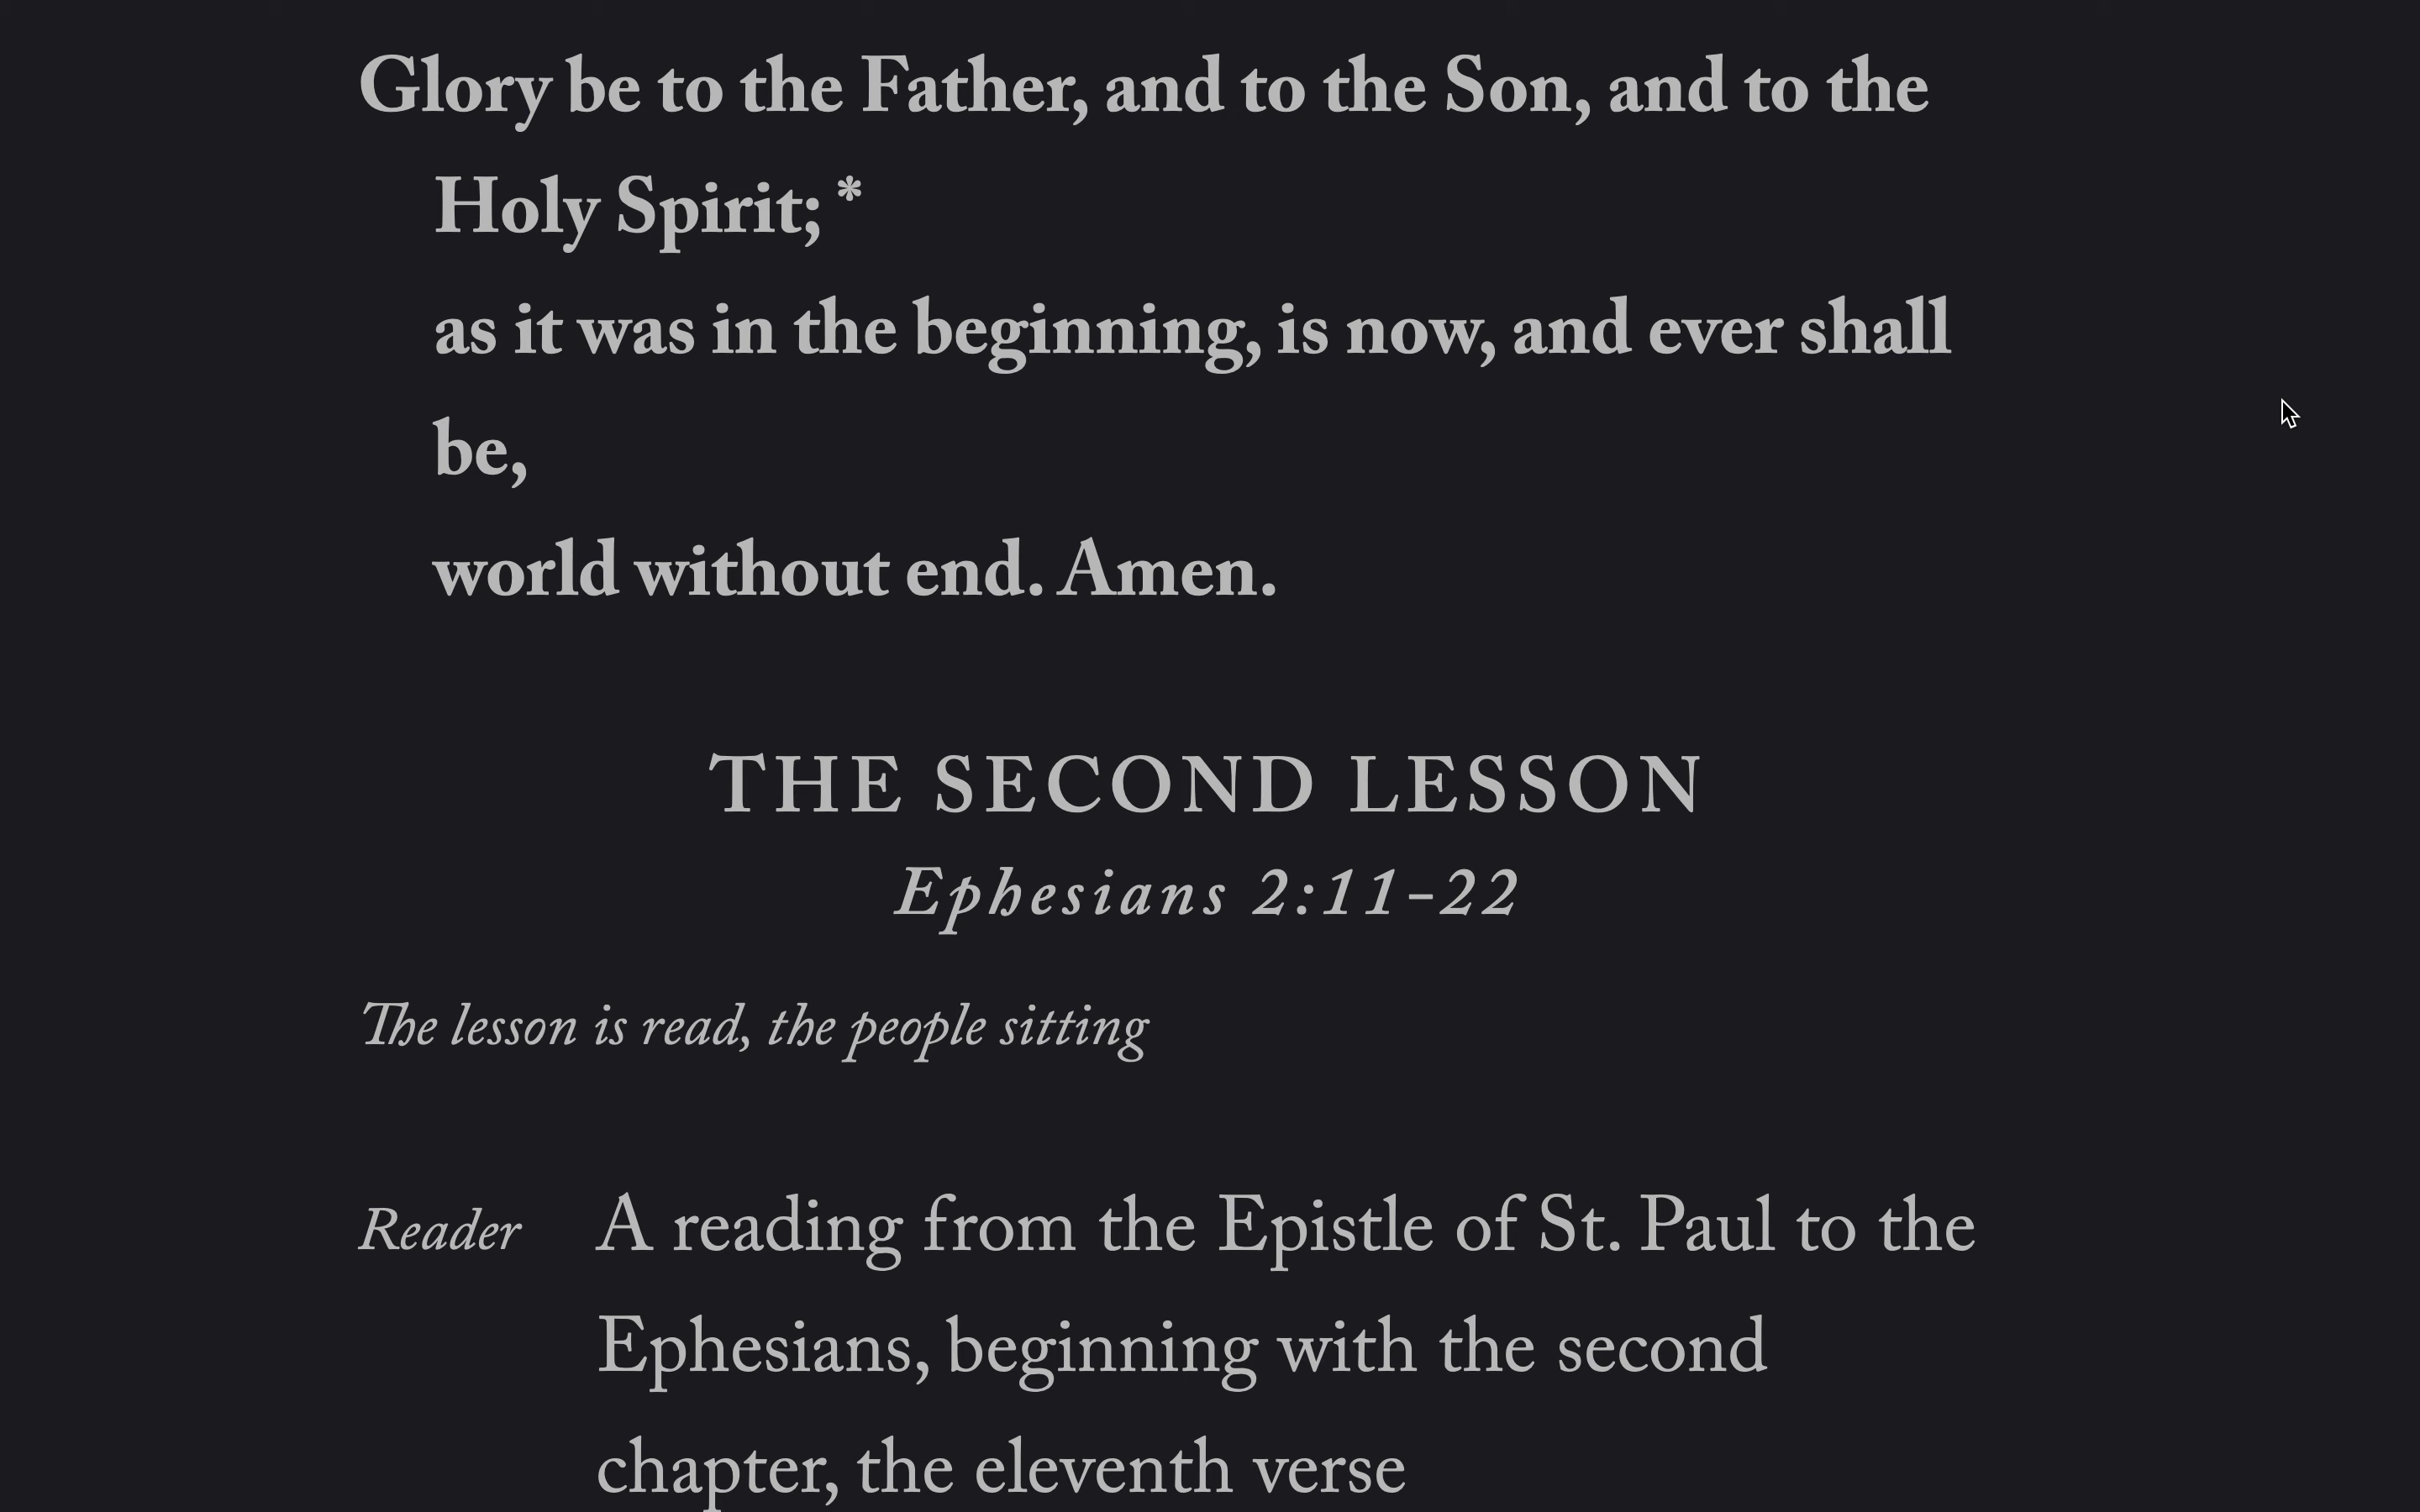 Glory be to the Father, and to the Son, and to the
Holy Spirit; *
as it was in the beginning, is now, and ever shall
be,
world without end. Amen.
THE SECOND LESSON
Ephesians 2:11–22
The lesson is read, the people sitting
Reader A reading from the Epistle of St. Paul to the
Ephesians, beginning with the second
chapter, the eleventh verse